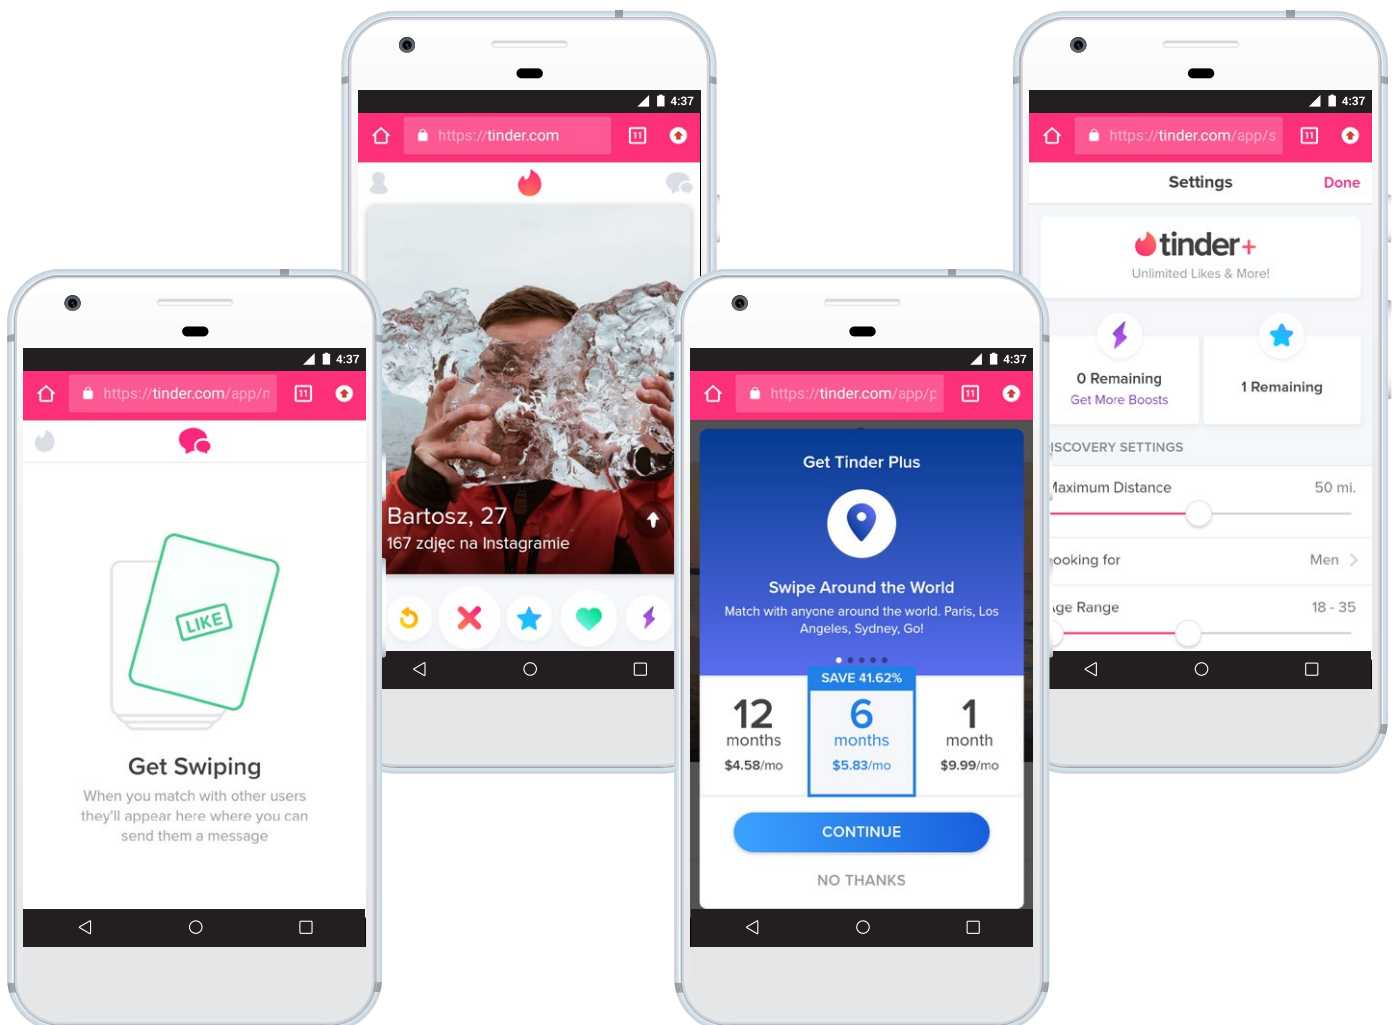 4:37
11
https://tinder.com
Bartosz, 27
167 zdjęc na Instagramie
4:37
11
https://tinder.com/app/s
Settings
Done
tinder+
Unlimited Likes & More!
0 Remaining
Get More Boosts
1 Remaining
ISCOVERY SETTINGS
Maximum Distance
50 mi.
ooking for
Men
ge Range
18 - 35
4:37
https://tinder.com/app/n
11
LIKE
Get Swiping
When you match with other users
they'll appear here where you can
send them a message
4:37
https://tinder.com/app/p
11
Get Tinder Plus
Swipe Around the World
Match with anyone around the world. Paris, Los
Angeles, Sydney, Go!
SAVE 41.62%
12
months
$4.58/mo
6
months
$5.83/mo
1
month
$9.99/mo
CONTINUE
NO THANKS